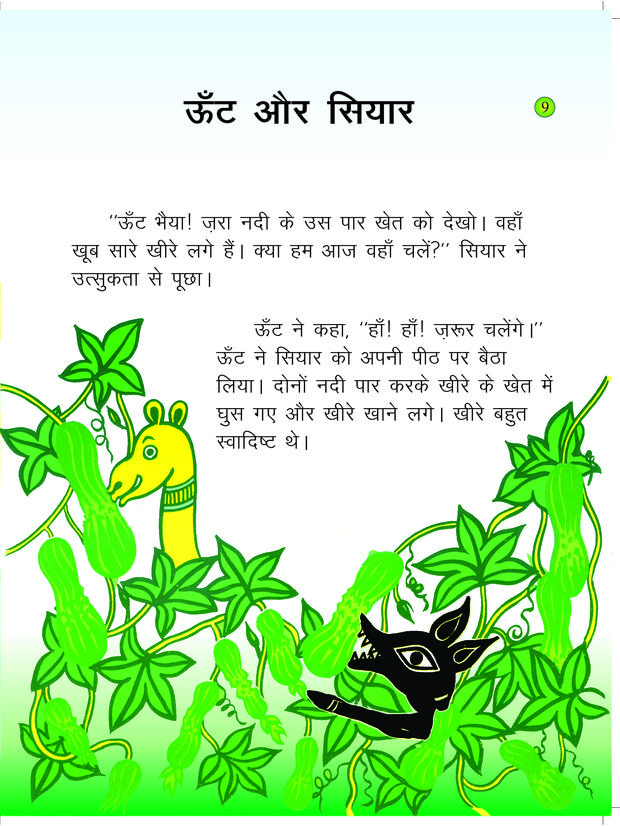 ऊँट और सियार
9
''ऊँट भैया! ज़रा नदी के उस पार खेत को देखो। वहाँ
खूब सारे खीरे लगे हैं। क्या हम आज वहाँ चलें?'' सियार ने
उत्सुकता से पूछा।
ऊँट ने कहा, ''हाँ! हाँ! ज़रूर चलेंगे।''
ऊँट ने सियार को अपनी पीठ पर बैठा
लिया। दोनों नदी पार करके खीरे के खेत में
घुस गए और खीरे खाने लगे। खीरे बहुत
स्वादिष्ट थे।